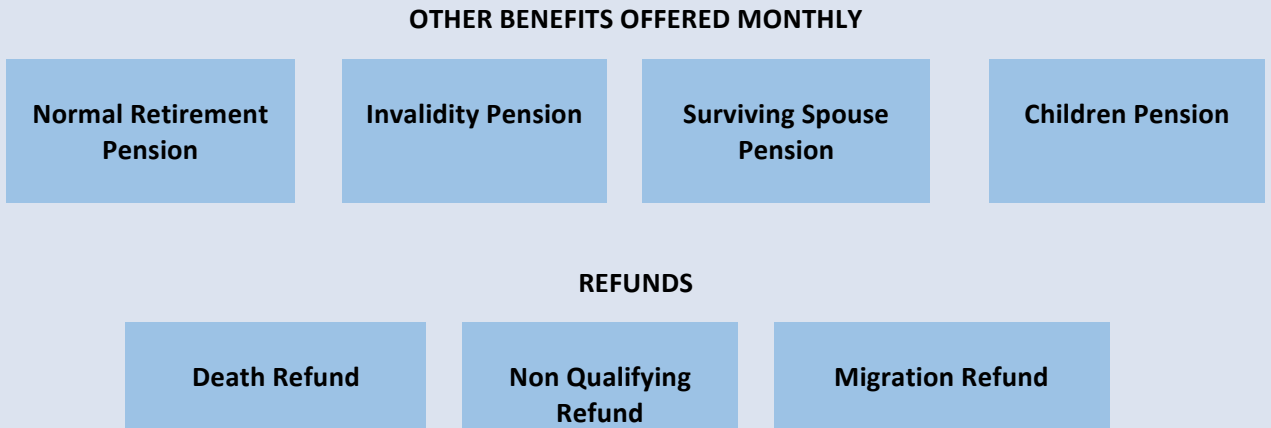 OTHER BENEFITS OFFERED MONTHLY
Normal Retirement
Pension
Invalidity Pension
Surviving Spouse
Pension
Children Pension
REFUNDS
Death Refund
Non Qualifying
Refund
Migration Refund